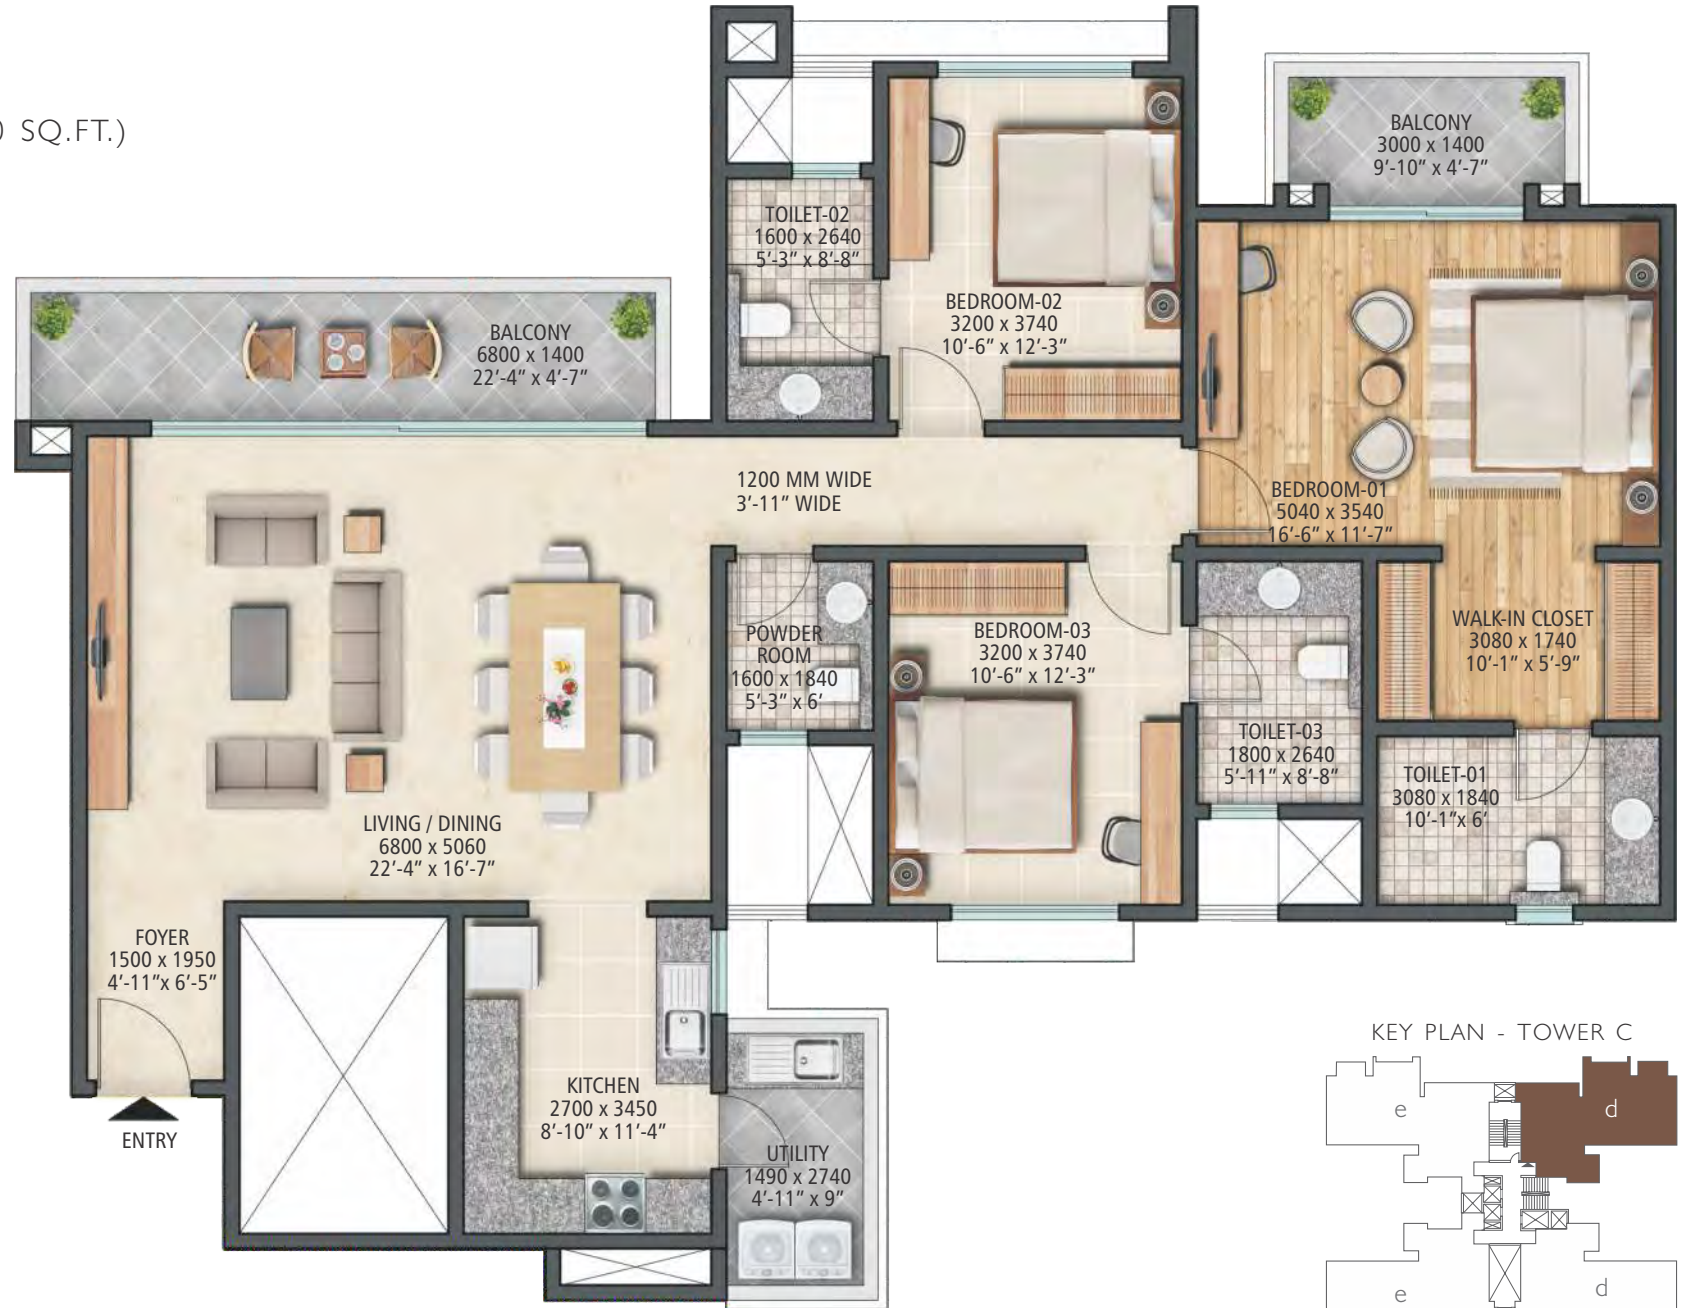 SQ.FT.)
BALCONY
3000 x 1400
9’-10” x 4’-7”
TOILET-02
1600 x 2640
5’-3” x 8’-8”
BEDROOM-02
3200 x 3740
10’-6” x 12’-3”
BALCONY
6800 x 1400
22’-4” x 4’-7”
1200 MM WIDE
3’-11” WIDE
BEDROOM-01
5040 x 3540
16’-6” x 11’-7”
POWDER
ROOM
1600 x 1840
5’-3” x 6’
BEDROOM-03
3200 x 3740
10’-6” x 12’-3”
WALK-IN CLOSET
3080 x 1740
10’-1” x 5’-9”
TOILET-03
1800 x 2640
5’-11” x 8’-8”
TOILET-01
3080 x 1840
10’-1”x 6’
LIVING / DINING
6800 x 5060
22’-4” x 16’-7”
FOYER
1500 x 1950
4’-11”x 6’-5”
KITCHEN
2700 x 3450
8’-10” x 11’-4”
ENTRY
UTILITY
1490 x 2740
4’-11” x 9”
KEY PLAN - TOWER C
e
d
e
d